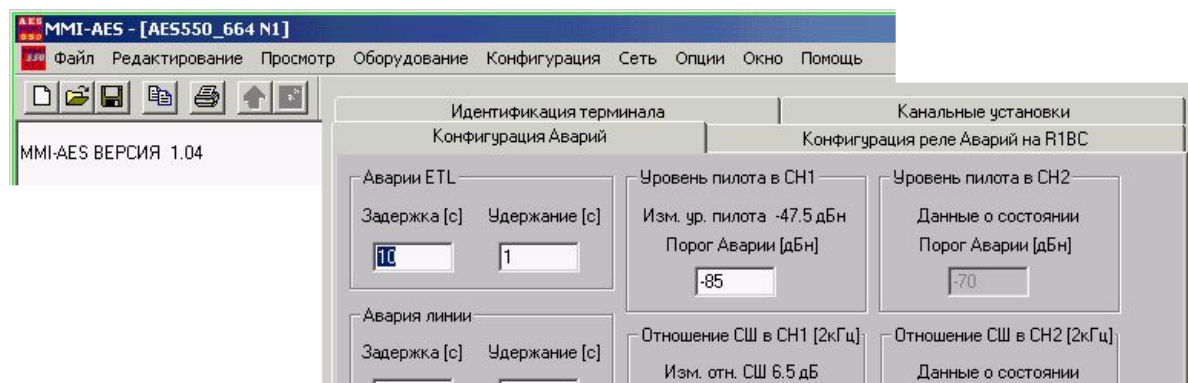 MMI-AES - [AES550_664 N1]
Файл Редактирование Просмотр Оборудование Конфигурация Сеть Опции Окно Помощь
MMI-AES ВЕРСИЯ 1.04
Идентификация терминала Канальные установки
Конфигурация Аварий Конфигурация реле Аварий на R1BC
Аварии ETL
Задержка [с] Удержание [с]
10 1
Уровень пилота в CH1
Изм. ур. пилота -47.5 дБн
Порог Аварии [дБн]
-85
Уровень пилота в CH2
Данные о состоянии
Порог Аварии [дБн]
-70
Авария линии
Задержка [с] Удержание [с]
Отношение СШ в CH1 [2кГц]
Изм. отн. СШ 6.5 дБ
Отношение СШ в CH2 [2кГц]
Данные о состоянии